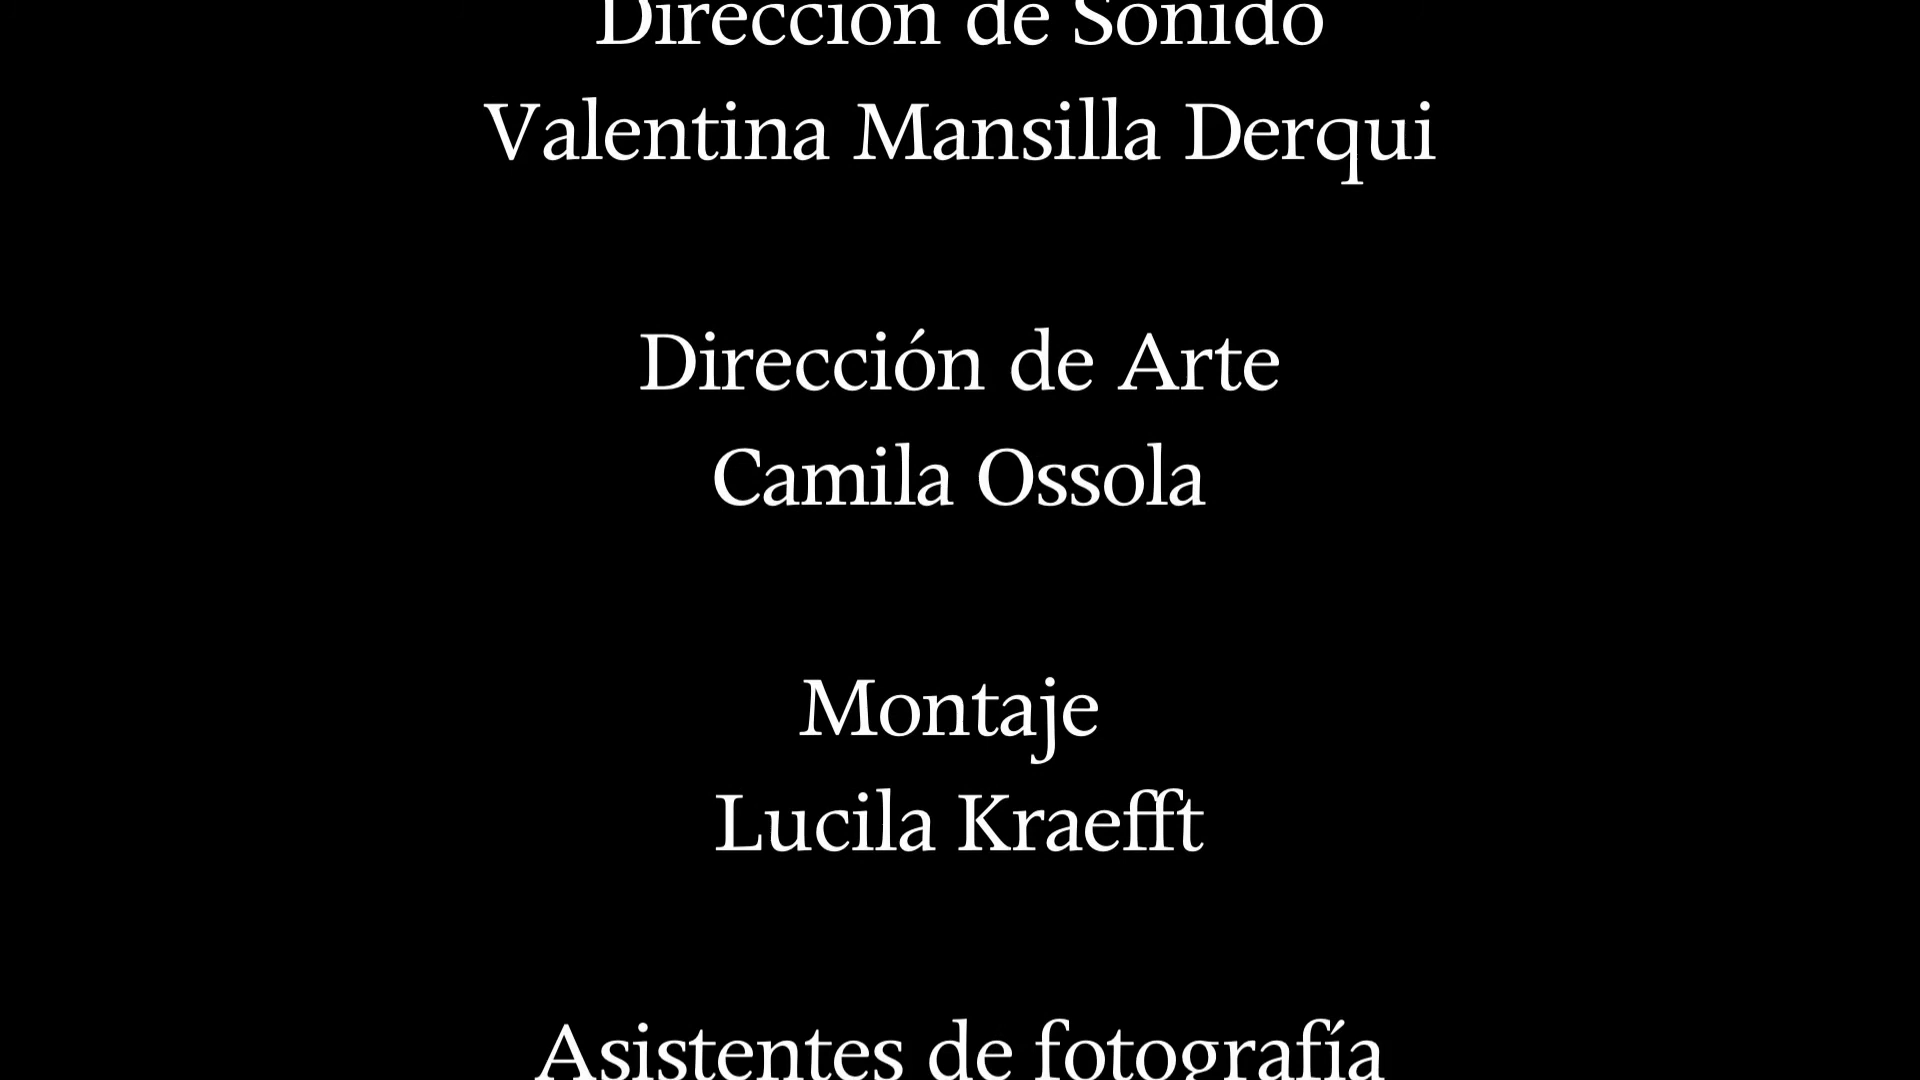 Dirección de Sonido
Valentina Mansilla Derqui
Dirección de Arte
Camila Ossola
Montaje
Lucila Kraefft
Asistentes de fotografía